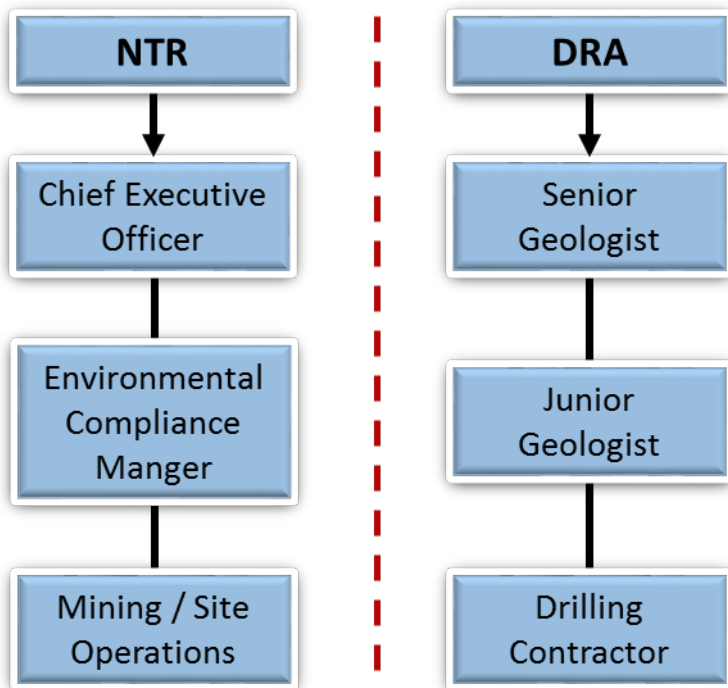 NTR
Chief Executive
Officer
Environmental
Compliance
Manger
Mining / Site
Operations
DRA
Senior
Geologist
Junior
Geologist
Drilling
Contractor